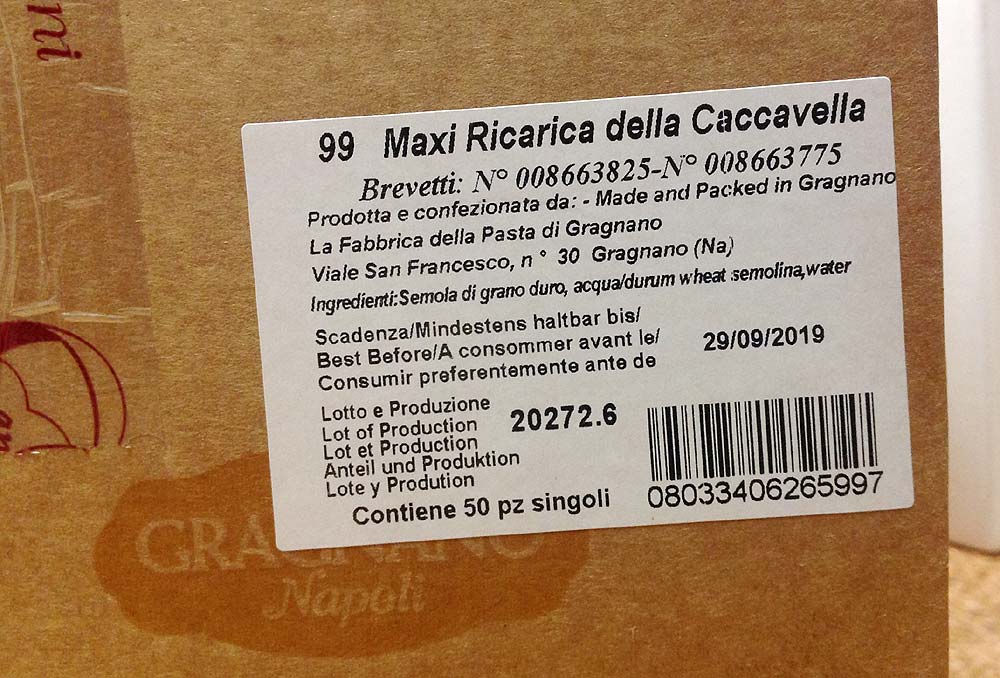 ni
99 Maxi Ricarica della Caccavella
Brevetti: N° 008663825-N° 008663775
Prodotta e confezionata da: - Made and Packed in Gragnano
La Fabbrica della Pasta di Gragnano
Viale San Francesco, n ° 30 Gragnano (Na)
Ingredienti:Semola di grano duro, acqua/durum wheat semolina,water
Scadenza/Mindestens haltbar bis/
Best Before/A consommer avant le/
Consumir preferentemente ante de
29/09/2019
Lotto e Produzione
Lot of Production
Lot et Production
Anteil und Produktion
Lote y Prodution
20272.6
Contiene 50 pz singoli
08033406265997
GRAGNANO
Napoli